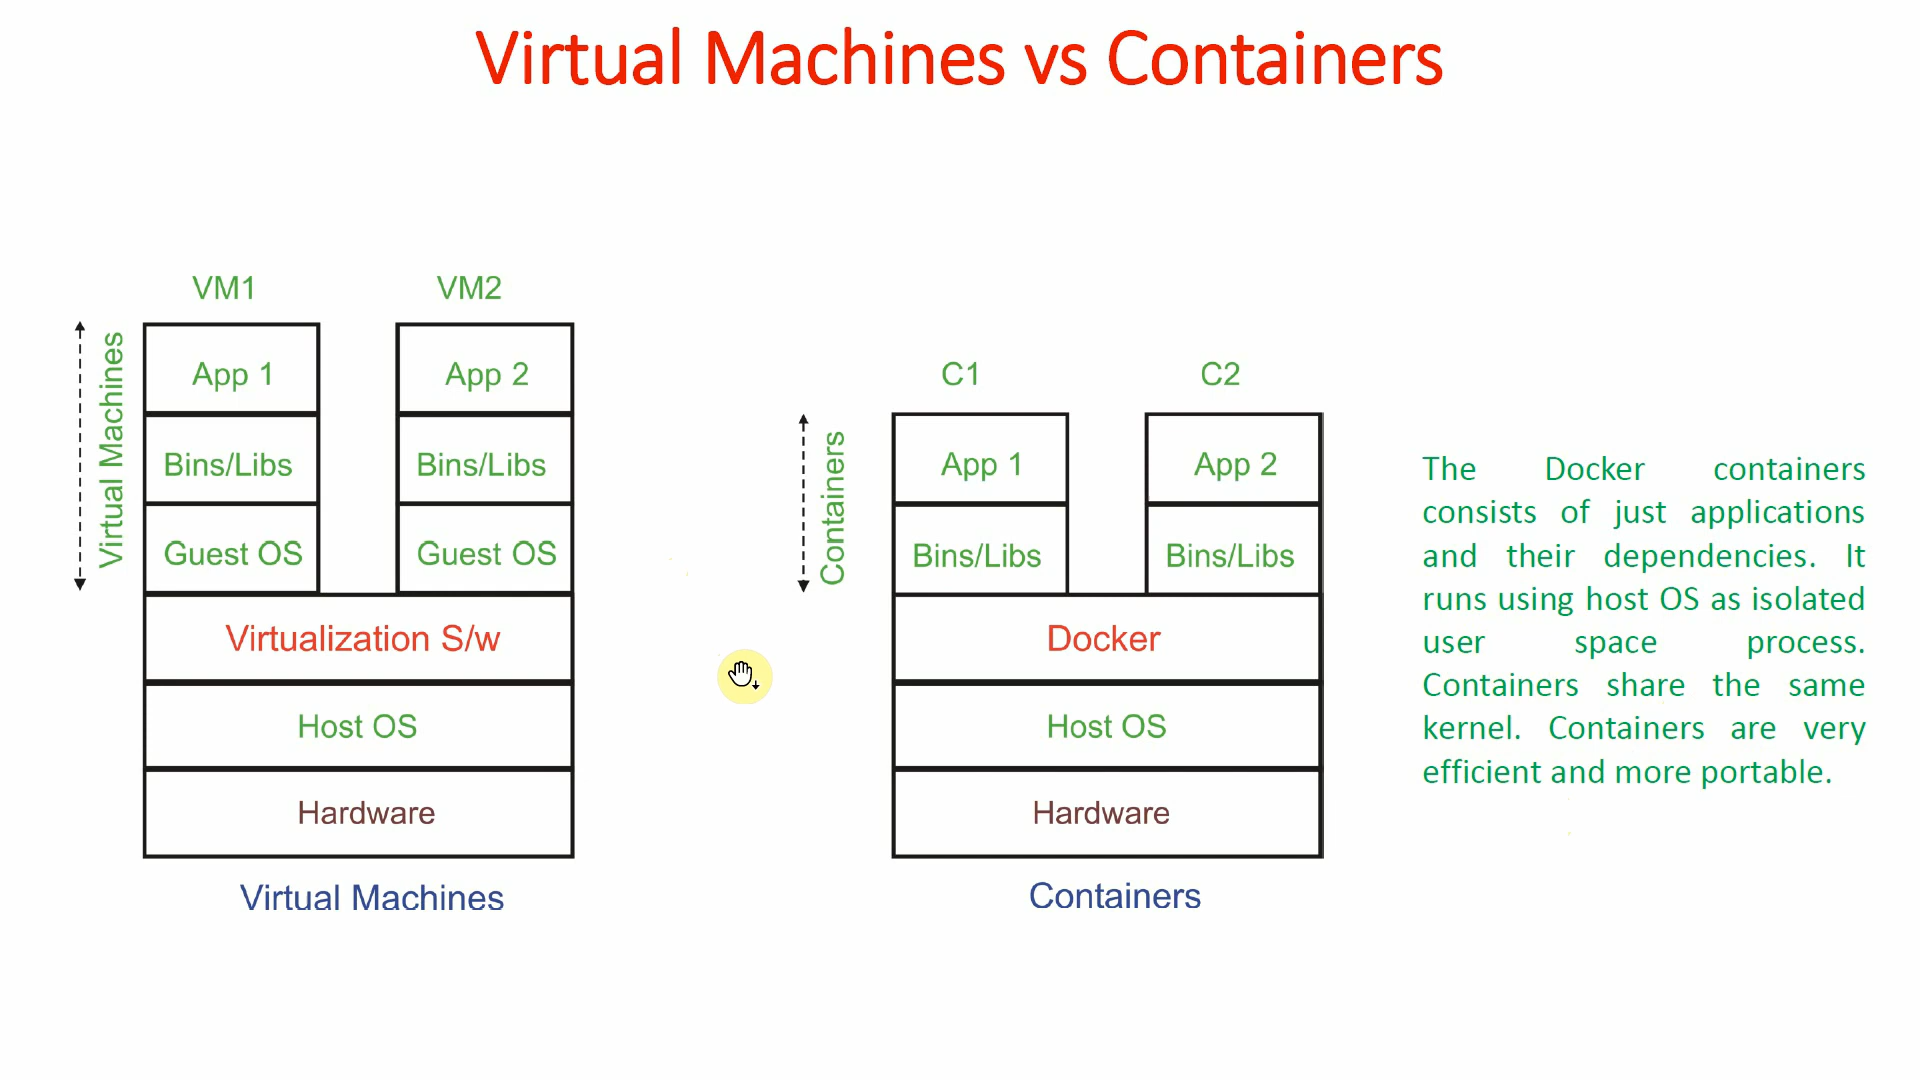 Virtual Machines vs Containers
VM1
VM2
Virtual Machines
App 1
App 2
Bins/Libs
Bins/Libs
Guest OS
Guest OS
Virtualization S/w
Host OS
Hardware
Virtual Machines
C1
C2
Containers
App 1
App 2
Bins/Libs
Bins/Libs
Docker
Host OS
Hardware
Containers
The Docker containers
consists of just applications
and their dependencies. It
runs using host OS as isolated
user space process.
Containers share the same
kernel. Containers are very
efficient and more portable.